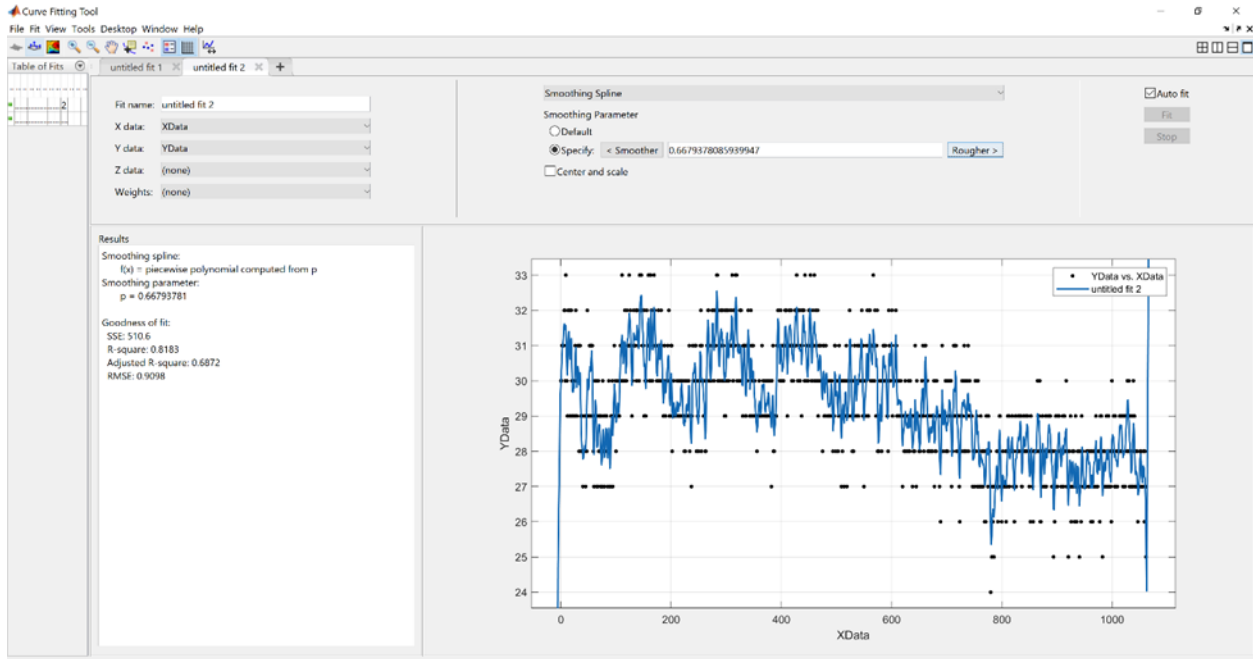 Curve Fitting Tool
File Fit View Tools Desktop Window Help
Table of Fits
untitled fit 1
untitled fit 2
2
Fit name: untitled fit 2
X data: XData
Y data: YData
Z data: (none)
Weights: (none)
Smoothing Spline
Smoothing Parameter
Default
Specify: < Smoother 0.6679378085939947 Rougher >
Center and scale
Auto fit
Fit
Stop
Results
Smoothing spline:
f(x) = piecewise polynomial computed from p
Smoothing parameter:
p = 0.66793781
Goodness of fit:
SSE: 510.6
R-square: 0.8183
Adjusted R-square: 0.6872
RMSE: 0.9098
YData vs. XData
untitled fit 2
33
32
31
30
29
28
27
26
25
24
YData
0 200 400 600 800 1000
XData